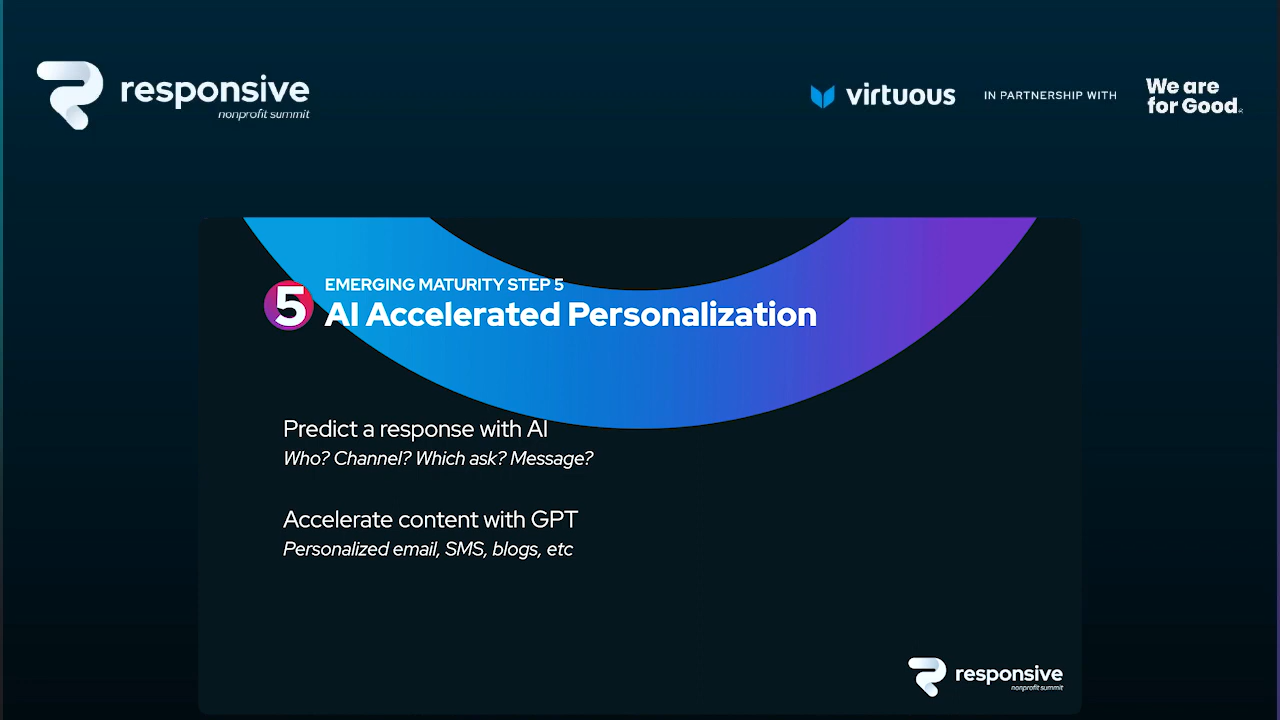 responsive
nonprofit summit
virtuous
IN PARTNERSHIP WITH
We are
for Good.
5
EMERGING MATURITY STEP 5
AI Accelerated Personalization
Predict a response with AI
Who? Channel? Which ask? Message?
Accelerate content with GPT
Personalized email, SMS, blogs, etc
responsive
nonprofit summit